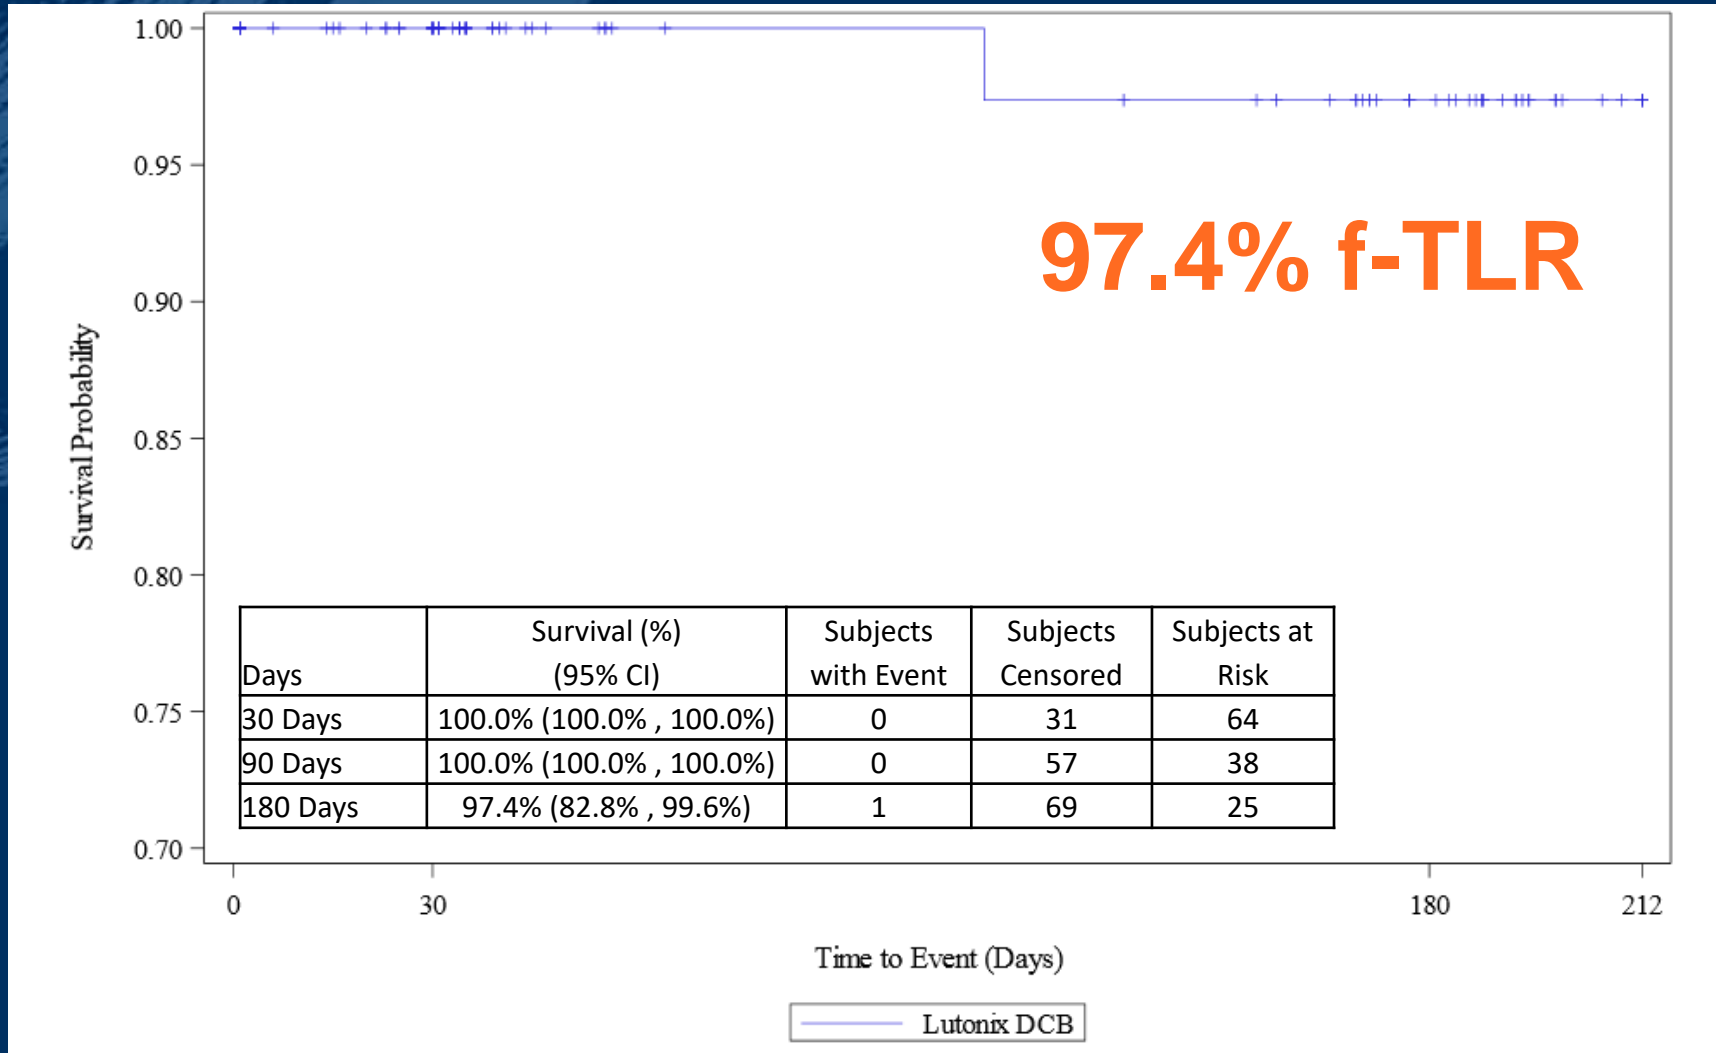 1.00
0.95
97.4% f-TLR
0.90
0.85
0.80
0.75
0.70
Survival Probability
Days Survival (%) (95% CI) Subjects with Event Subjects Censored Subjects at Risk
30 Days 100.0% (100.0% , 100.0%) 0 31 64
90 Days 100.0% (100.0% , 100.0%) 0 57 38
180 Days 97.4% (82.8% , 99.6%) 1 69 25
0 30 180 212
Time to Event (Days)
Lutonix DCB